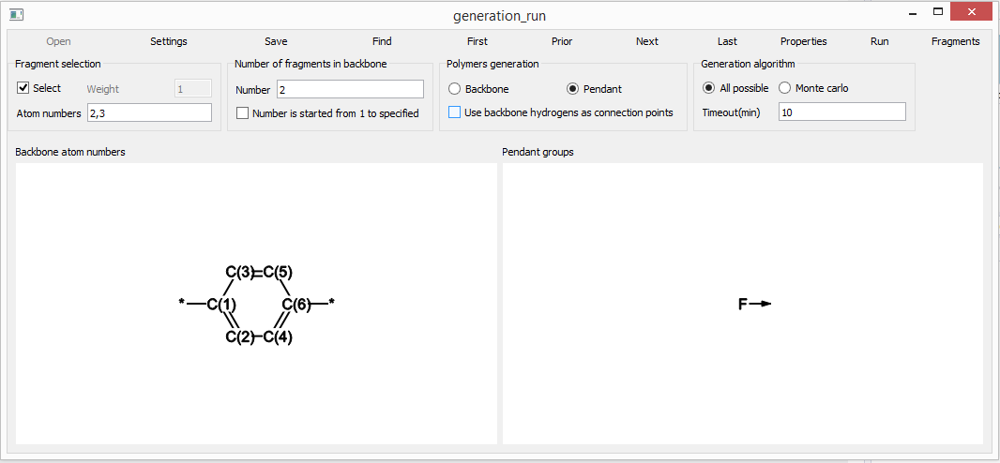 generation_run
Open Settings Save Find First Prior Next Last Properties Run Fragments
Fragment selection Number of fragments in backbone Polymers generation Generation algorithm
Select Weight 1 Number 2 Backbone Pendant All possible Monte carlo
Atom numbers 2,3 Number is started from 1 to specified Use backbone hydrogens as connection points Timeout(min) 10
Backbone atom numbers Pendant groups
C(3)=C(5)
*—C(1) C(6)—* F
C(2)-C(4)